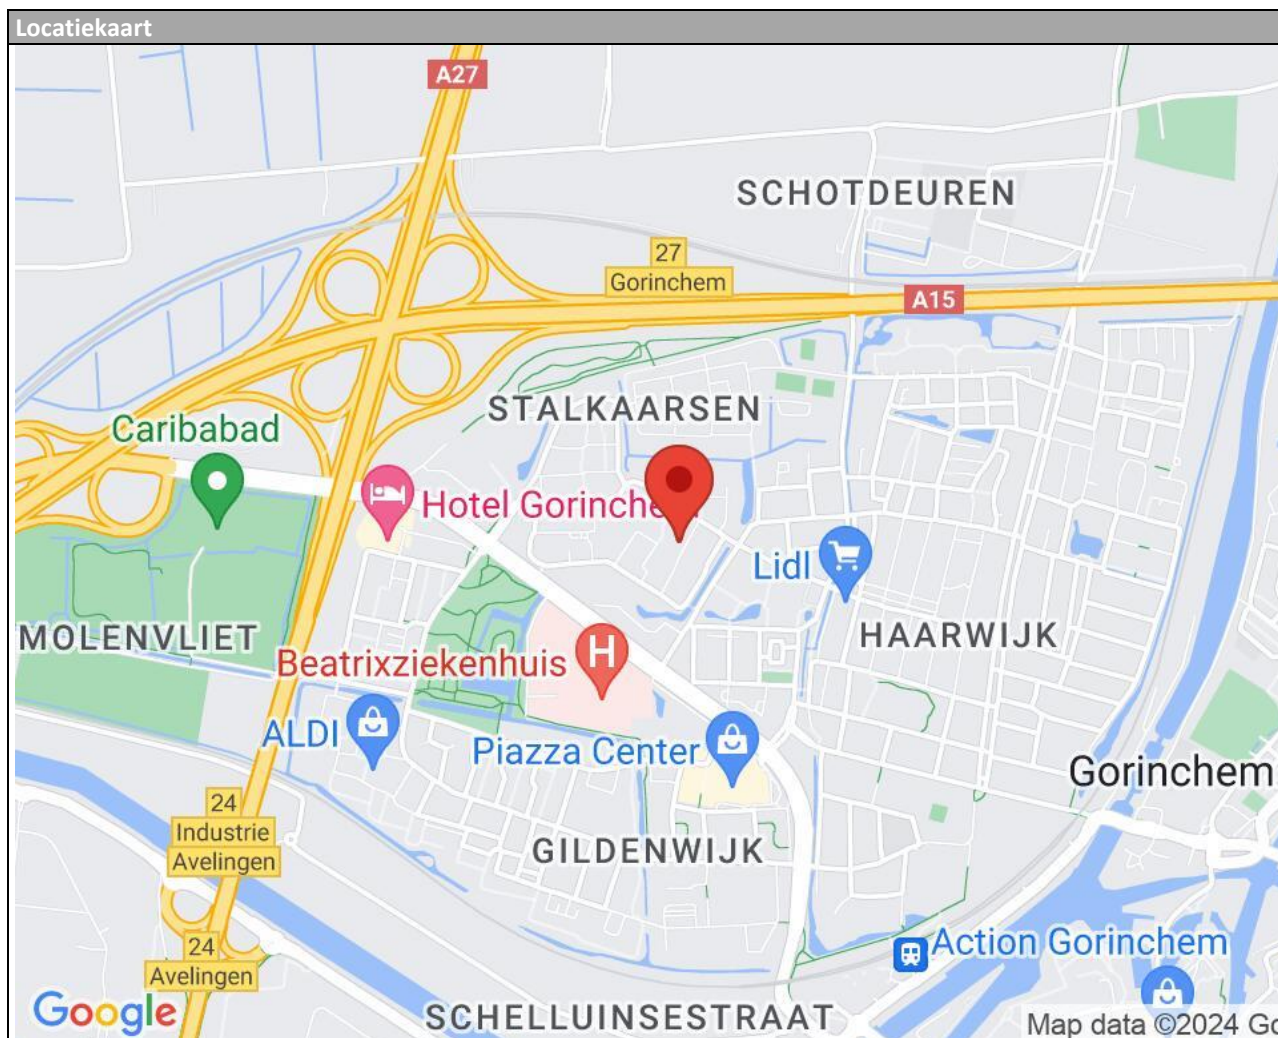 Locatiekaart
A27
SCHOTDEUREN
27
Gorinchem
A15
STALKAARSEN
Caribabad
Hotel Gorinche
Lidl
MOLENVLIET
HAARWIJK
Beatrixziekenhuis
H
ALDI
Piazza Center
Gorinchem
24
Industrie
Avelingen
GILDENWIJK
24
Avelingen
Action Gorinchem
Google
SCHELLUINSESTRAAT
Map data ©2024 Go